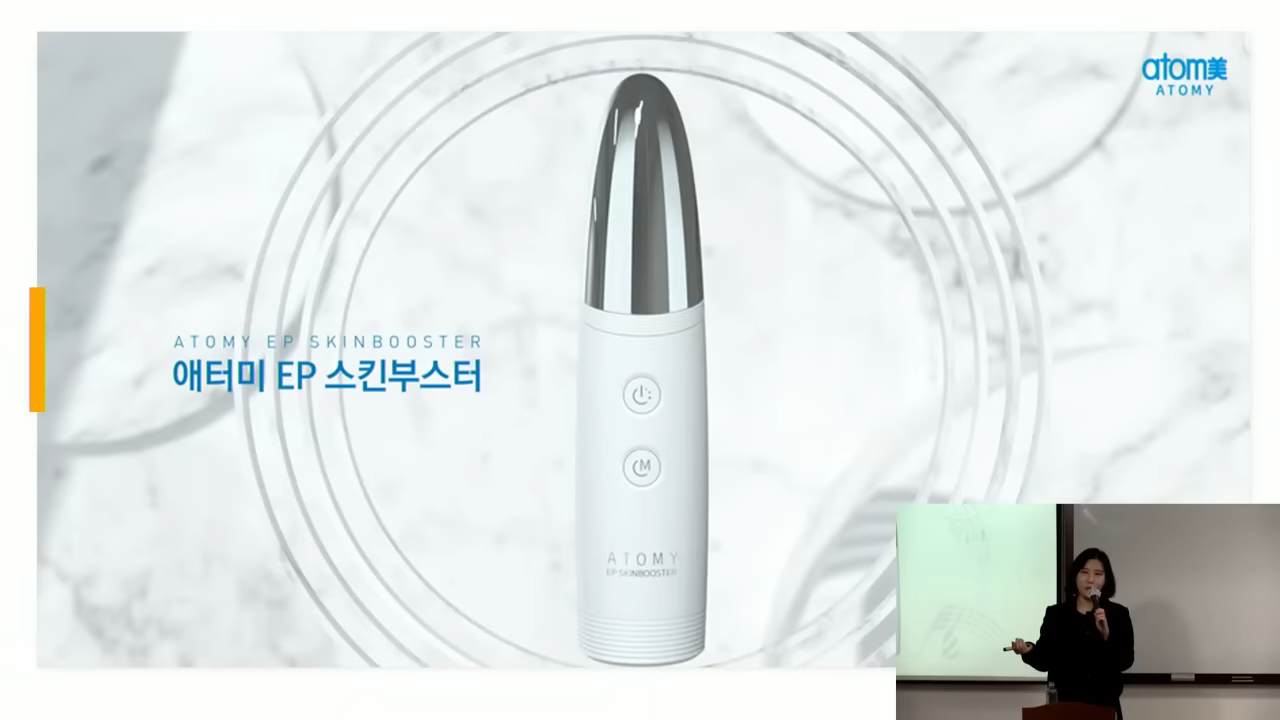 atom美
ATOMY
ATOMY EP SKINBOOSTER
애터미 EP 스킨부스터
M
ATOMY
EP SKINBOOSTER